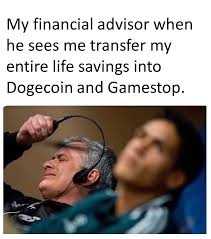 My financial advisor when
he sees me transfer my
entire life savings into
Dogecoin and Gamestop.